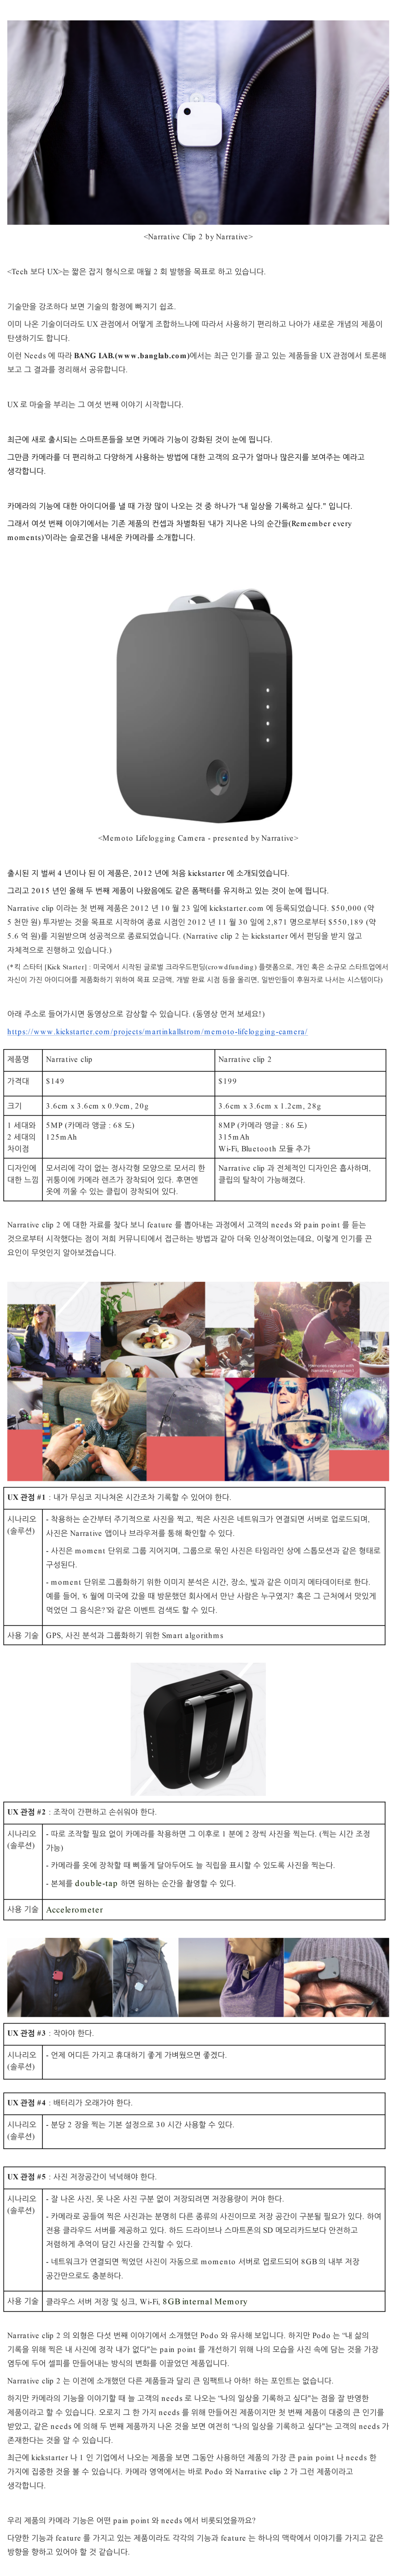 <Narrative Clip 2 by Narrative>
<Tech 보다 UX>는 짧은 잡지 형식으로 매월 2 회 발행을 목표로 하고 있습니다.
기술만을 강조하다 보면 기술의 함정에 빠지기 쉽죠.
이미 나온 기술이더라도 UX 관점에서 어떻게 조합하느냐에 따라서 사용하기 편리하고 나아가 새로운 개념의 제품이
탄생하기도 합니다.
이런 Needs 에 따라 BANG LAB.(www.banglab.com)에서는 최근 인기를 끌고 있는 제품들을 UX 관점에서 토론해
보고 그 결과를 정리해서 공유합니다.
UX 로 마술을 부리는 그 여섯 번째 이야기 시작합니다.
최근에 새로 출시되는 스마트폰들을 보면 카메라 기능이 강화된 것이 눈에 띕니다.
그만큼 카메라를 더 편리하고 다양하게 사용하는 방법에 대한 고객의 요구가 얼마나 많은지를 보여주는 예라고
생각합니다.
카메라의 기능에 대한 아이디어를 낼 때 가장 많이 나오는 것 중 하나가 “내 일상을 기록하고 싶다." 입니다.
그래서 여섯 번째 이야기에서는 기존 제품의 컨셉과 차별화된 '내가 지나온 나의 순간들(Remember every
moments)'이라는 슬로건을 내세운 카메라를 소개합니다.
<Memoto Lifelogging Camera - presented by Narrative>
출시된 지 벌써 4 년이나 된 이 제품은, 2012 년에 처음 kickstarter 에 소개되었습니다.
그리고 2015 년인 올해 두 번째 제품이 나왔음에도 같은 폼팩터를 유지하고 있는 것이 눈에 띕니다.
Narrative clip 이라는 첫 번째 제품은 2012 년 10 월 23 일에 kickstarter.com 에 등록되었습니다. $50,000 (약
5 천만 원) 투자받는 것을 목표로 시작하여 종료 시점인 2012 년 11 월 30 일에 2,871 명으로부터 $550,189 (약
5.6 억 원)를 지원받으며 성공적으로 종료되었습니다. (Narrative clip 2 는 kickstarter 에서 펀딩을 받지 않고
자체적으로 진행하고 있습니다.)
(*킥 스타터 [Kick Starter] : 미국에서 시작된 글로벌 크라우드펀딩(crowdfunding) 플랫폼으로, 개인 혹은 소규모 스타트업에서
자신이 가진 아이디어를 제품화하기 위하여 목표 모금액, 개발 완료 시점 등을 올리면, 일반인들이 후원자로 나서는 시스템이다)
아래 주소로 들어가시면 동영상으로 감상할 수 있습니다. (동영상 먼저 보세요!)
https://www.kickstarter.com/projects/martinkallstrom/memoto-lifelogging-camera/
제품명 Narrative clip Narrative clip 2
가격대 $149 $199
크기 3.6cm x 3.6cm x 0.9cm, 20g 3.6cm x 3.6cm x 1.2cm, 28g
1 세대와 5MP (카메라 앵글 : 68 도) 8MP (카메라 앵글 : 86 도)
2 세대의 125mAh 315mAh
차이점 Wi-Fi, Bluetooth 모듈 추가
디자인에 모서리에 각이 없는 정사각형 모양으로 모서리 한 Narrative clip 과 전체적인 디자인은 흡사하며,
대한 느낌 귀퉁이에 카메라 렌즈가 장착되어 있다. 후면엔 클립의 탈착이 가능해졌다.
옷에 끼울 수 있는 클립이 장착되어 있다.
Narrative clip 2 에 대한 자료를 찾다 보니 feature 를 뽑아내는 과정에서 고객의 needs 와 pain point 를 듣는
것으로부터 시작했다는 점이 저희 커뮤니티에서 접근하는 방법과 같아 더욱 인상적이었는데요, 이렇게 인기를 끈
요인이 무엇인지 알아보겠습니다.
UX 관점 #1 : 내가 무심코 지나쳐온 시간조차 기록할 수 있어야 한다.
시나리오 - 착용하는 순간부터 주기적으로 사진을 찍고, 찍은 사진은 네트워크가 연결되면 서버로 업로드되며,
(솔루션) 사진은 Narrative 앱이나 브라우저를 통해 확인할 수 있다.
- 사진은 moment 단위로 그룹 지어지며, 그룹으로 묶인 사진은 타임라인 상에 스톱모션과 같은 형태로
구성된다.
- moment 단위로 그룹화하기 위한 이미지 분석은 시간, 장소, 빛과 같은 이미지 메타데이터로 한다.
예를 들어, '6 월에 미국에 갔을 때 방문했던 회사에서 만난 사람은 누구였지? 혹은 그 근처에서 맛있게
먹었던 그 음식은?'와 같은 이벤트 검색도 할 수 있다.
사용 기술 GPS, 사진 분석과 그룹화하기 위한 Smart algorithms
UX 관점 #2 : 조작이 간편하고 손쉬워야 한다.
시나리오 - 따로 조작할 필요 없이 카메라를 착용하면 그 이후로 1 분에 2 장씩 사진을 찍는다. (찍는 시간 조정
(솔루션) 가능)
- 카메라를 옷에 장착할 때 삐뚤게 달아두어도 늘 직립을 표시할 수 있도록 사진을 찍는다.
- 본체를 double-tap 하면 원하는 순간을 촬영할 수 있다.
사용 기술 Accelerometer
UX 관점 #3 : 작아야 한다.
시나리오 - 언제 어디든 가지고 휴대하기 좋게 가벼웠으면 좋겠다.
(솔루션)
UX 관점 #4 : 배터리가 오래가야 한다.
시나리오 - 분당 2 장을 찍는 기본 설정으로 30 시간 사용할 수 있다.
(솔루션)
UX 관점 #5 : 사진 저장공간이 넉넉해야 한다.
시나리오 - 잘 나온 사진, 못 나온 사진 구분 없이 저장되려면 저장용량이 커야 한다.
(솔루션) - 카메라로 공들여 찍은 사진과는 분명히 다른 종류의 사진이므로 저장 공간이 구분될 필요가 있다. 하여
전용 클라우드 서버를 제공하고 있다. 하드 드라이브나 스마트폰의 SD 메모리카드보다 안전하고
저렴하게 추억이 담긴 사진을 간직할 수 있다.
- 네트워크가 연결되면 찍었던 사진이 자동으로 momento 서버로 업로드되어 8GB 의 내부 저장
공간만으로도 충분하다.
사용 기술 클라우스 서버 저장 및 싱크, Wi-Fi, 8GB internal Memory
Narrative clip 2 의 외형은 다섯 번째 이야기에서 소개했던 Podo 와 유사해 보입니다. 하지만 Podo 는 "내 삶의
기록을 위해 찍은 내 사진에 정작 내가 없다"는 pain point 를 개선하기 위해 나의 모습을 사진 속에 담는 것을 가장
염두에 두어 셀피를 만들어내는 방식의 변화를 이끌었던 제품입니다.
Narrative clip 2 는 이전에 소개했던 다른 제품들과 달리 큰 임팩트나 아하! 하는 포인트는 없습니다.
하지만 카메라의 기능을 이야기할 때 늘 고객의 needs 로 나오는 “나의 일상을 기록하고 싶다"는 점을 잘 반영한
제품이라고 할 수 있습니다. 오로지 그 한 가지 needs 를 위해 만들어진 제품이지만 첫 번째 제품이 대중의 큰 인기를
받았고, 같은 needs 에 의해 두 번째 제품까지 나온 것을 보면 여전히 “나의 일상을 기록하고 싶다"는 고객의 needs 가
존재한다는 것을 알 수 있습니다.
최근에 kickstarter 나 1 인 기업에서 나오는 제품을 보면 그동안 사용하던 제품의 가장 큰 pain point 나 needs 한
가지에 집중한 것을 볼 수 있습니다. 카메라 영역에서는 바로 Podo 와 Narrative clip 2 가 그런 제품이라고
생각합니다.
우리 제품의 카메라 기능은 어떤 pain point 와 needs 에서 비롯되었을까요?
다양한 기능과 feature 를 가지고 있는 제품이라도 각각의 기능과 feature 는 하나의 맥락에서 이야기를 가지고 같은
방향을 향하고 있어야 할 것 같습니다.